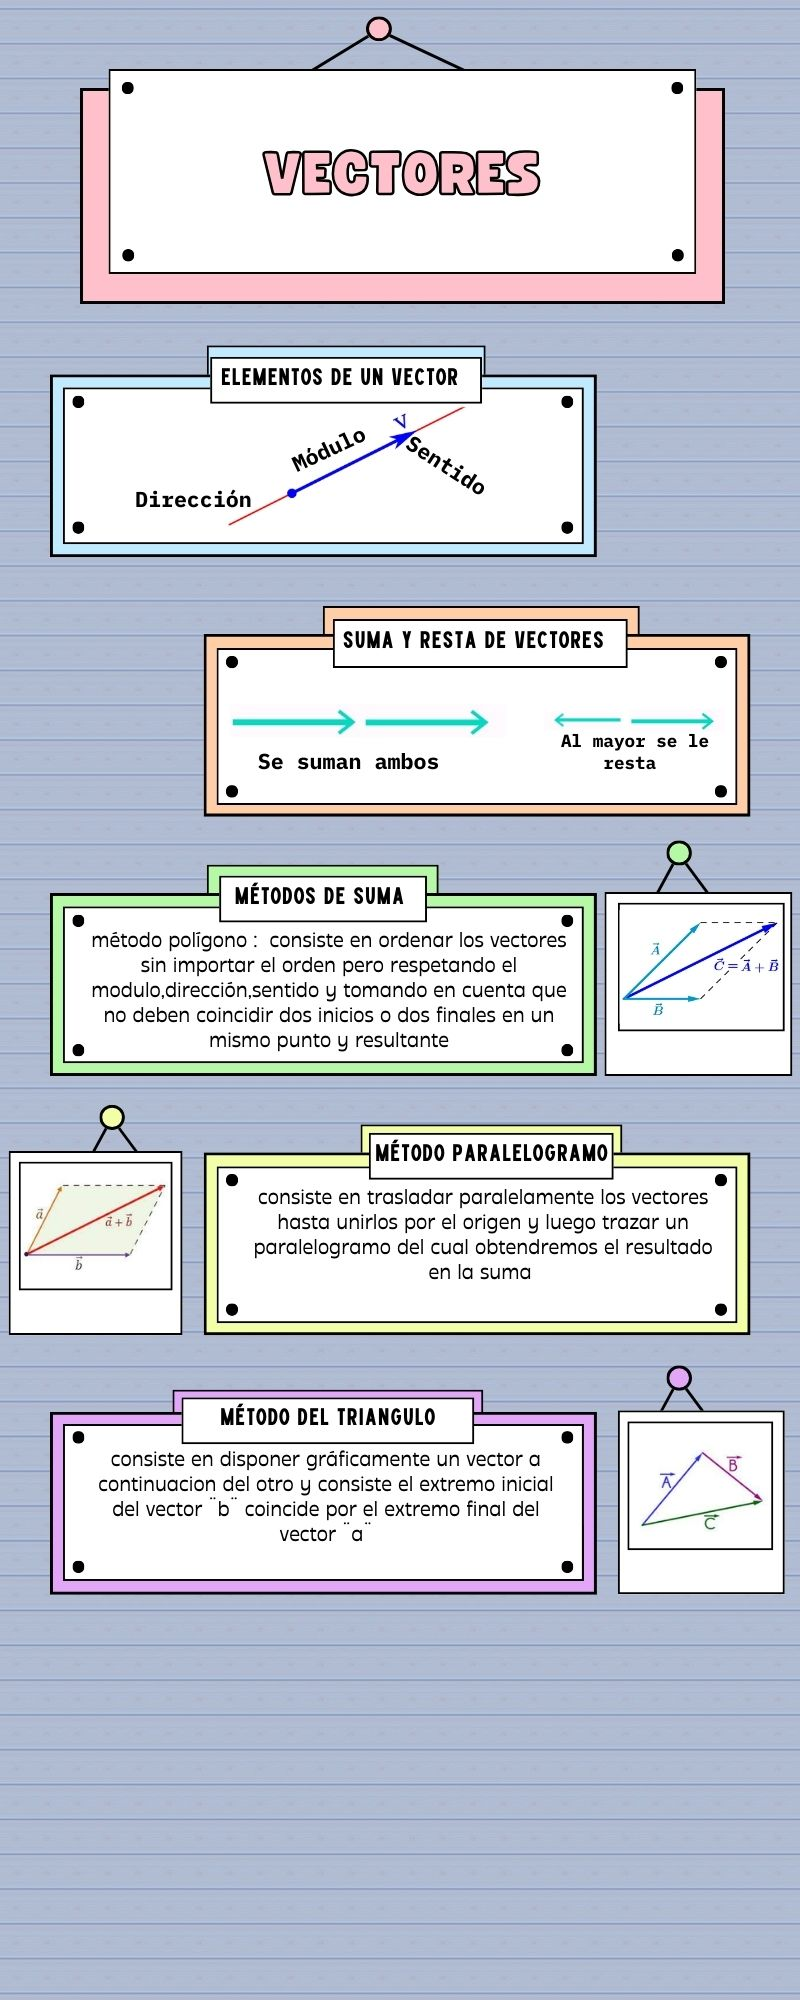 VECTORES
ELEMENTOS DE UN VECTOR
V
Módulo
Sentido
Dirección
SUMA Y RESTA DE VECTORES
Se suman ambos
Al mayor se le
resta
MÉTODOS DE SUMA
método polígono : consiste en ordenar los vectores
sin importar el orden pero respetando el
modulo,dirección,sentido y tomando en cuenta que
no deben coincidir dos inicios o dos finales en un
mismo punto y resultante
A⃗
C⃗ = A⃗ + B⃗
B⃗
MÉTODO PARALELOGRAMO
consiste en trasladar paralelamente los vectores
hasta unirlos por el origen y luego trazar un
paralelogramo del cual obtendremos el resultado
en la suma
a⃗
a⃗ + b⃗
b⃗
MÉTODO DEL TRIANGULO
consiste en disponer gráficamente un vector a
continuacion del otro y consiste el extremo inicial
del vector ¨b¨ coincide por el extremo final del
vector ¨a¨
A⃗
B⃗
C⃗